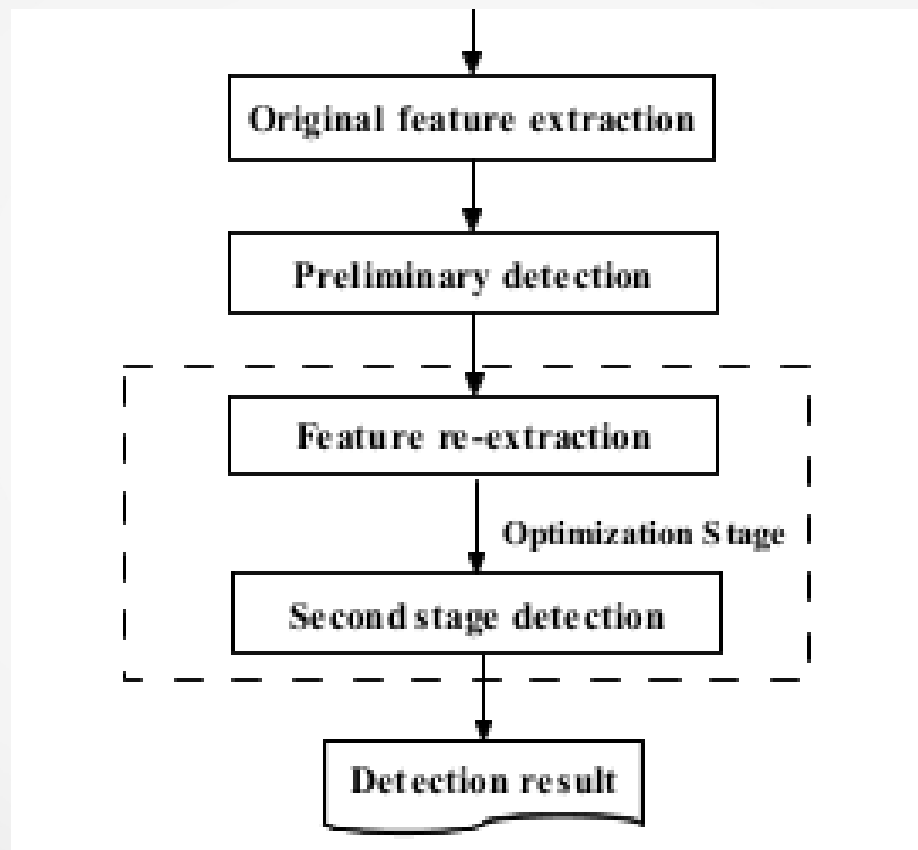 Original feature extraction
Preliminary detection
Feature re-extraction
Optimization Stage
Second stage detection
Detection result